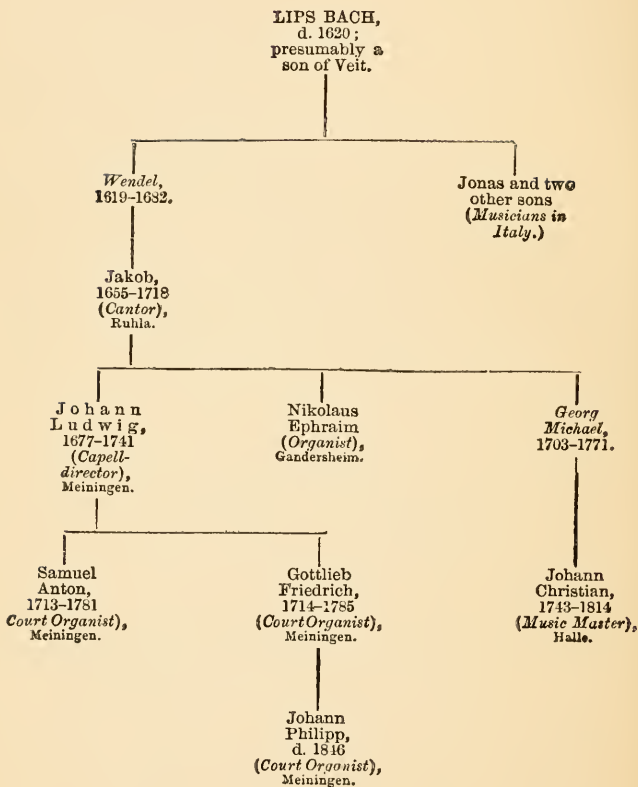 LIPS BACH,
d. 1620;
presumably a
son of Veit.
Wendel,
1619–1682.
Jonas and two
other sons
(Musicians in
Italy.)
Jakob,
1655–1718
(Cantor),
Ruhla.
Johann
Ludwig,
1677–1741
(Capell-
director),
Meiningen.
Nikolaus
Ephraim
(Organist),
Gandersheim.
Georg
Michael,
1703–1771.
Samuel
Anton,
1713–1781
Court Organist),
Meiningen.
Gottlieb
Friedrich,
1714–1785
(Court Organist),
Meiningen.
Johann
Christian,
1743–1814
(Music Master),
Halle.
Johann
Philipp,
d. 1846
(Court Organist),
Meiningen.